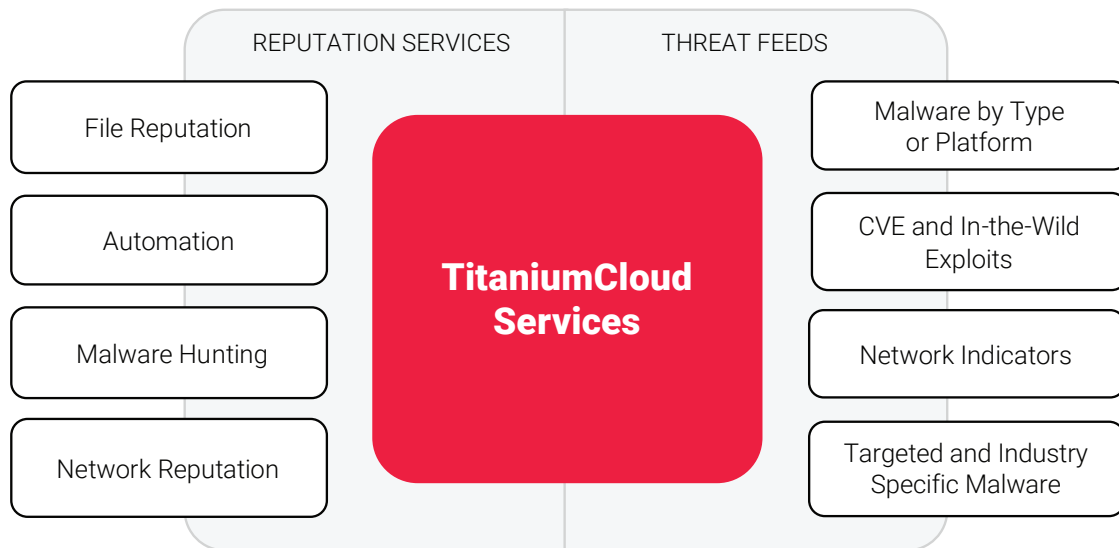 REPUTATION SERVICES
THREAT FEEDS
File Reputation
Automation
Malware Hunting
Network Reputation
TitaniumCloud
Services
Malware by Type
or Platform
CVE and In-the-Wild
Exploits
Network Indicators
Targeted and Industry
Specific Malware